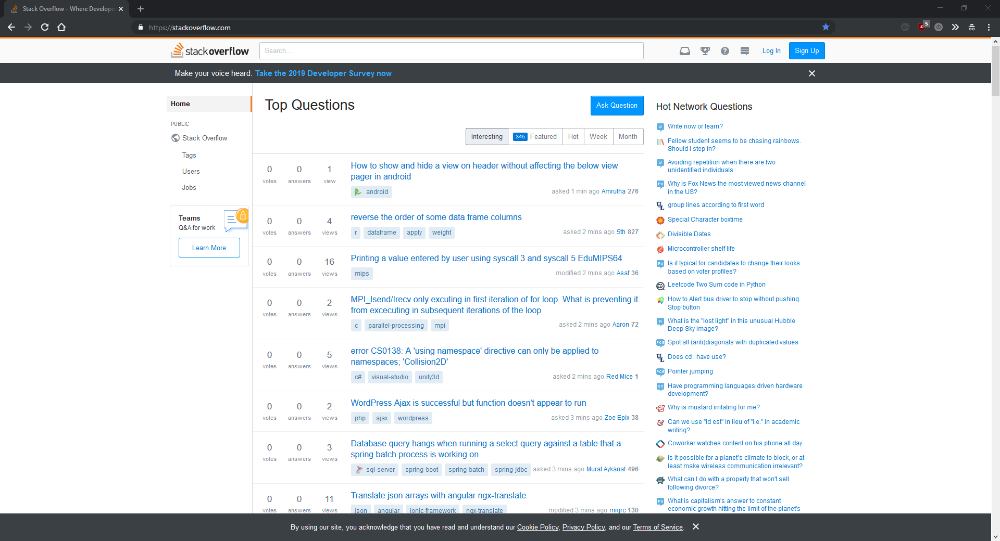 Stack Overflow - Where Develope
https://stackoverflow.com
5
stackoverflow
Search...
Log In
Sign Up
Make your voice heard. Take the 2019 Developer Survey now
Home
PUBLIC
Stack Overflow
Tags
Users
Jobs
Teams
Q&A for work
Learn More
Top Questions
Ask Question
Interesting
345 Featured
Hot
Week
Month
0 votes 0 answers 1 view
How to show and hide a view on header without affecting the below view
pager in android
android
asked 1 min ago Amrutha 276
0 votes 0 answers 4 views
reverse the order of some data frame columns
r dataframe apply weight
asked 2 mins ago 5th 827
0 votes 0 answers 16 views
Printing a value entered by user using syscall 3 and syscall 5 EduMIPS64
mips
modified 2 mins ago Asaf 36
0 votes 0 answers 2 views
MPI_Isend/Irecv only excuting in first iteration of for loop. What is preventing it
from excecuting in subsequent iterations of the loop
c parallel-processing mpi
asked 2 mins ago Aaron 72
0 votes 0 answers 5 views
error CS0138: A 'using namespace' directive can only be applied to
namespaces; 'Collision2D'
c# visual-studio unity3d
asked 2 mins ago Red Mice 1
0 votes 0 answers 2 views
WordPress Ajax is successful but function doesn't appear to run
php ajax wordpress
asked 3 mins ago Zoe Epix 38
0 votes 0 answers 3 views
Database query hangs when running a select query against a table that a
spring batch process is working on
sql-server spring-boot spring-batch spring-jdbc
asked 3 mins ago Murat Aykanat 496
0 votes 0 answers 11 views
Translate json arrays with angular ngx-translate
json angular ionic-framework ngx-translate
modified 3 mins ago migrc 130
Hot Network Questions
Write now or learn?
Fellow student seems to be chasing rainbows.
Should I step in?
Avoiding repetition when there are two
unidentified individuals
Why is Fox News the most viewed news channel
in the US?
group lines according to first word
Special Character boxtime
Divisible Dates
Microcontroller shelf life
Is it typical for candidates to change their looks
based on voter profiles?
Leetcode Two Sum code in Python
How to Alert bus driver to stop without pushing
Stop button
What is the "lost light" in this unusual Hubble
Deep Sky image?
Spot all (anti)diagonals with duplicated values
Does cd . have use?
Pointer jumping
Have programming languages driven hardware
development?
Why is mustard irritating for me?
Can we use "id est" in lieu of "i.e." in academic
writing?
Coworker watches content on his phone all day
Is it possible for a planet's climate to block, or at
least make wireless communication irrelevant?
What can I do with a property that won't sell
following divorce?
What is capitalism's answer to constant
economic growth hitting the limit of the planet's
By using our site, you acknowledge that you have read and understand our Cookie Policy, Privacy Policy, and our Terms of Service.